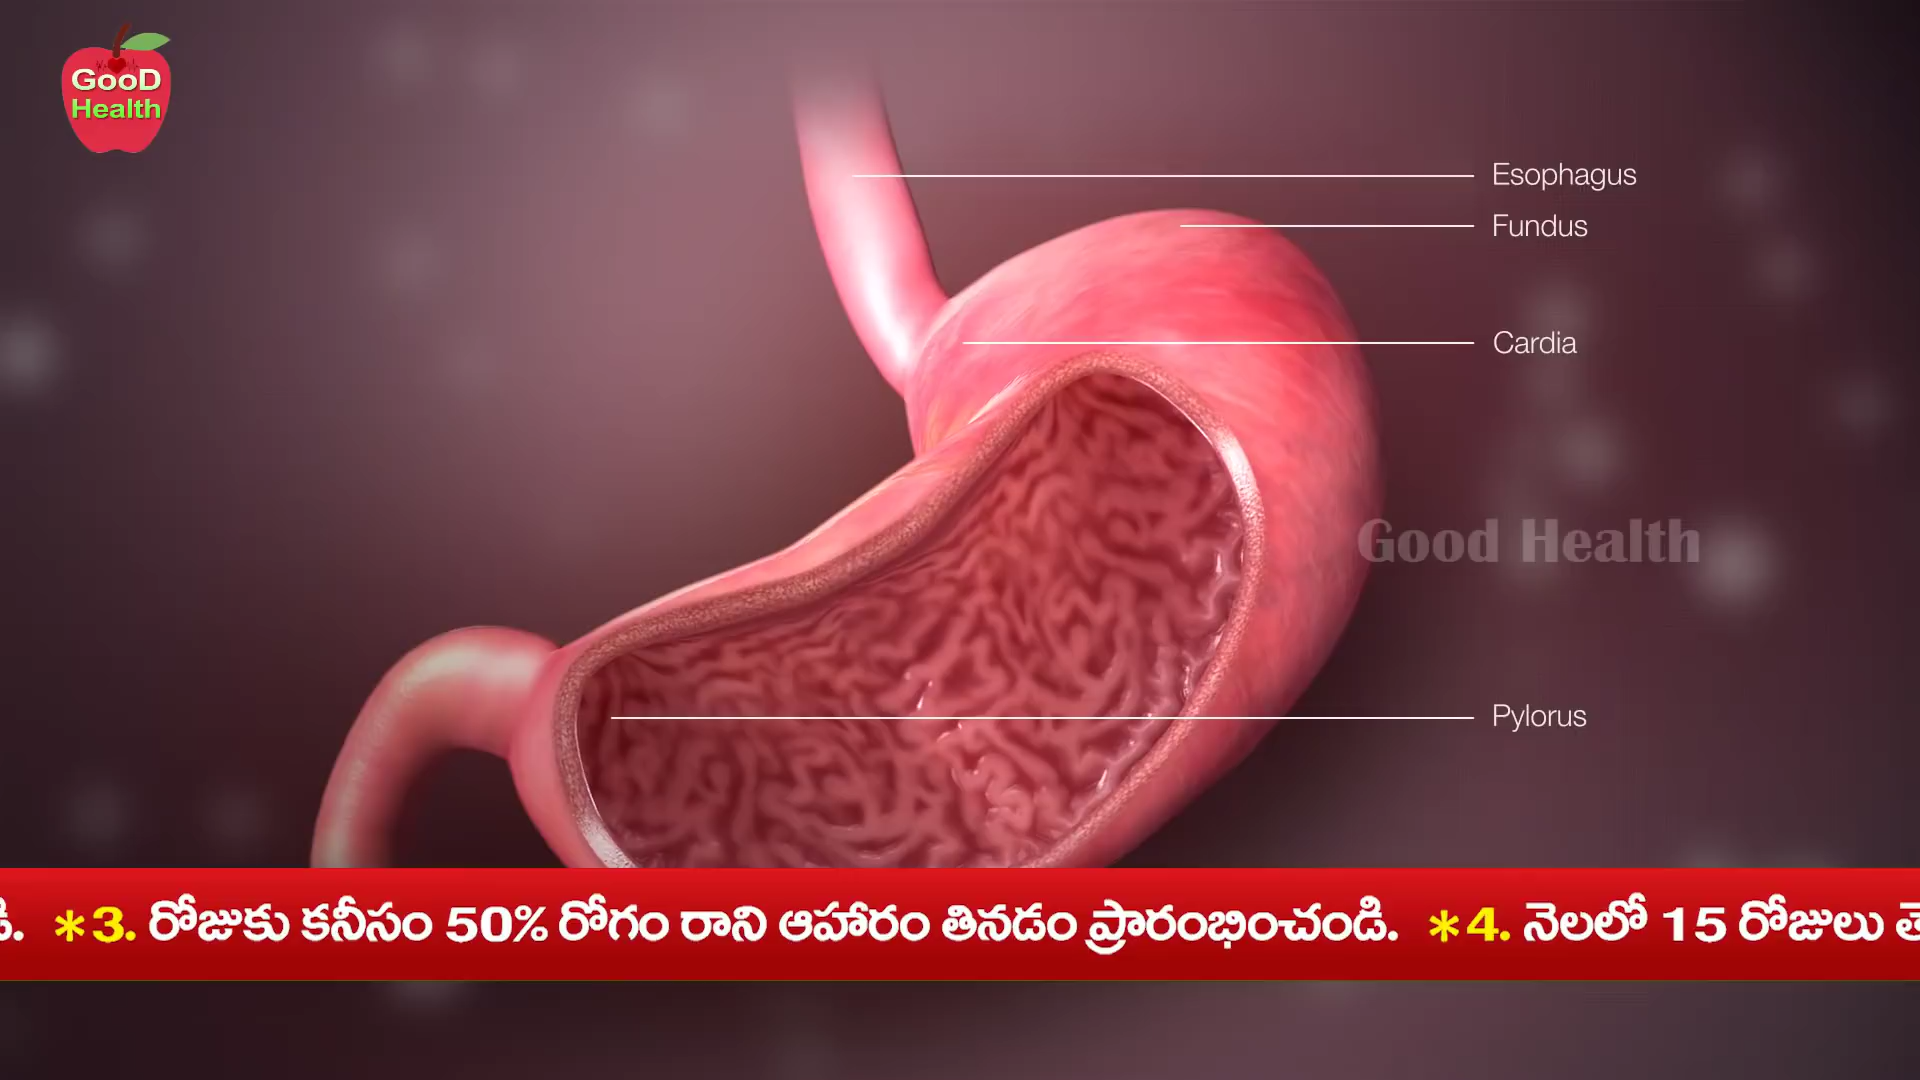 GooD
Health
Esophagus
Fundus
Cardia
Good Health
Pylorus
డి. *3. రోజుకు కనీసం 50% రోగం రాని ఆహారం తినడం ప్రారంభించండి. *4. నెలలో 15 రోజులు